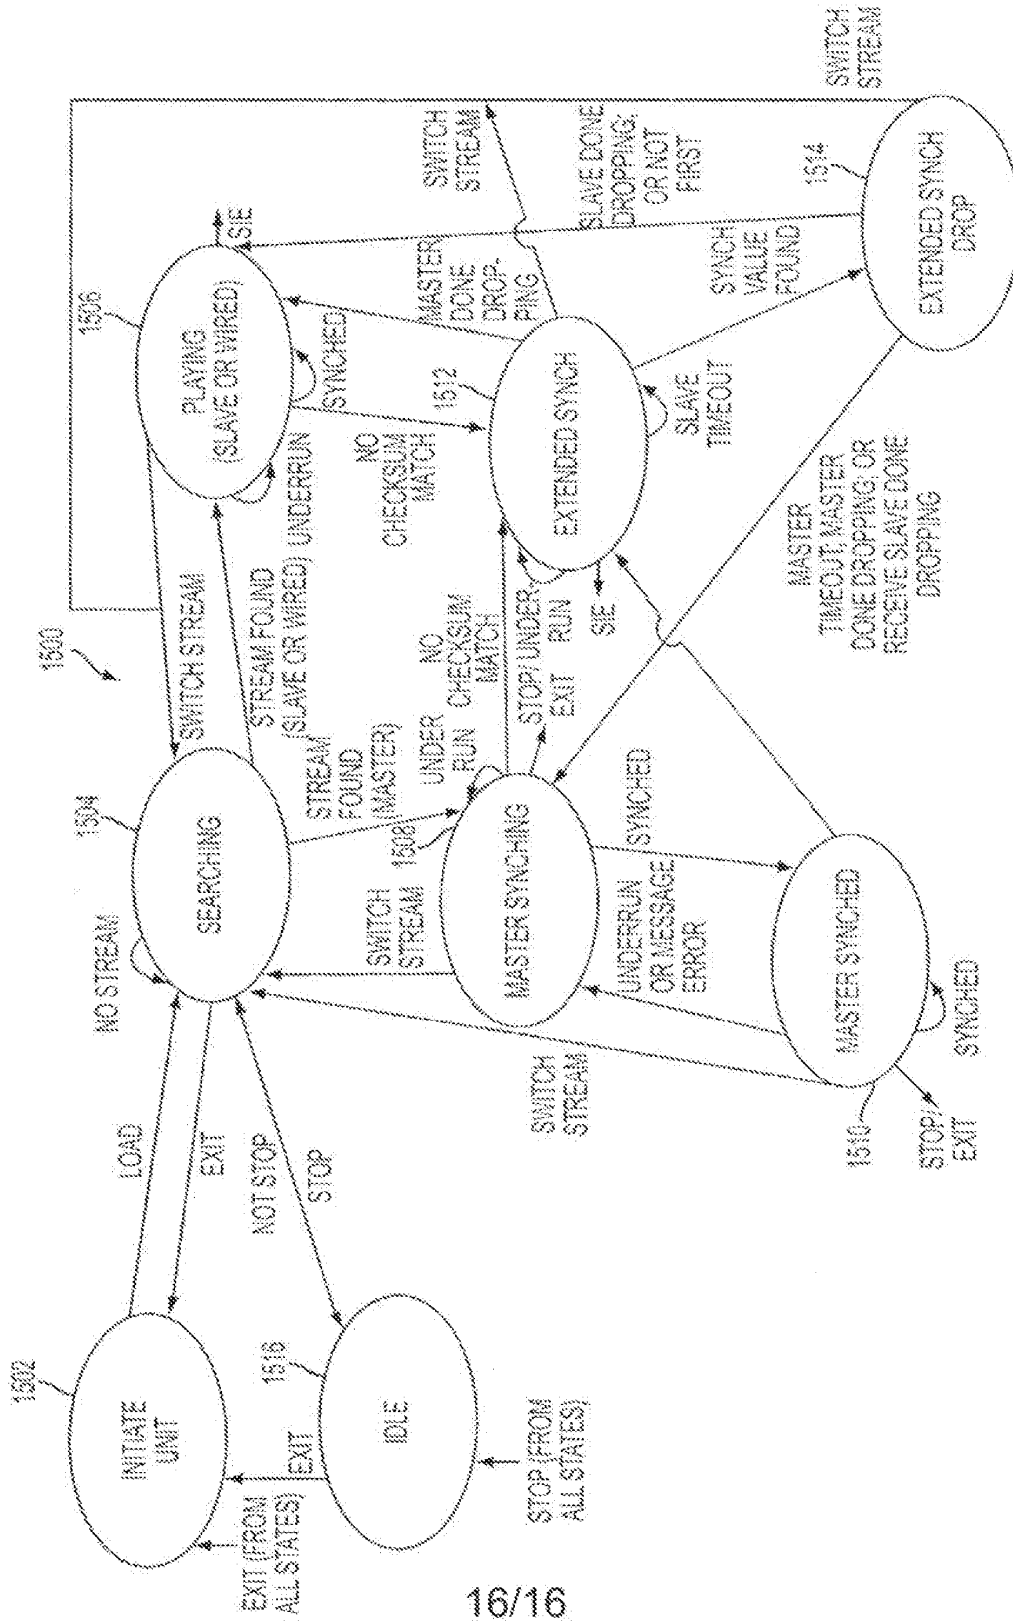 1500
1502
INITIATE
UNIT
EXIT (FROM
ALL STATES)
EXIT
1516
IDLE
STOP (FROM
ALL STATES)
LOAD
EXIT
NOT STOP
STOP
NO STREAM
1504
SEARCHING
SWITCH STREAM
STREAM FOUND
(SLAVE OR WIRED)
STREAM
FOUND
(MASTER)
1506
PLAYING
(SLAVE OR WIRED)
SIE
UNDERRUN
SYNCHED
NO
CHECKSUM
MATCH
MASTER
DONE
DROP-
PING
SWITCH
STREAM
1508
MASTER SYNCHING
SWITCH
STREAM
UNDER
RUN
NO
CHECKSUM
MATCH
STOP/
EXIT
UNDER
RUN
SIE
1512
EXTENDED SYNCH
SLAVE
TIMEOUT
SYNCH
VALUE
FOUND
SLAVE DONE
DROPPING;
OR NOT
FIRST
SWITCH
STREAM
1514
EXTENDED SYNCH
DROP
MASTER
TIMEOUT; MASTER
DONE DROPPING; OR
RECEIVE SLAVE DONE
DROPPING
SWITCH
STREAM
UNDERRUN
OR MESSAGE
ERROR
SYNCHED
1510
MASTER SYNCHED
SYNCHED
STOP/
EXIT
16/16